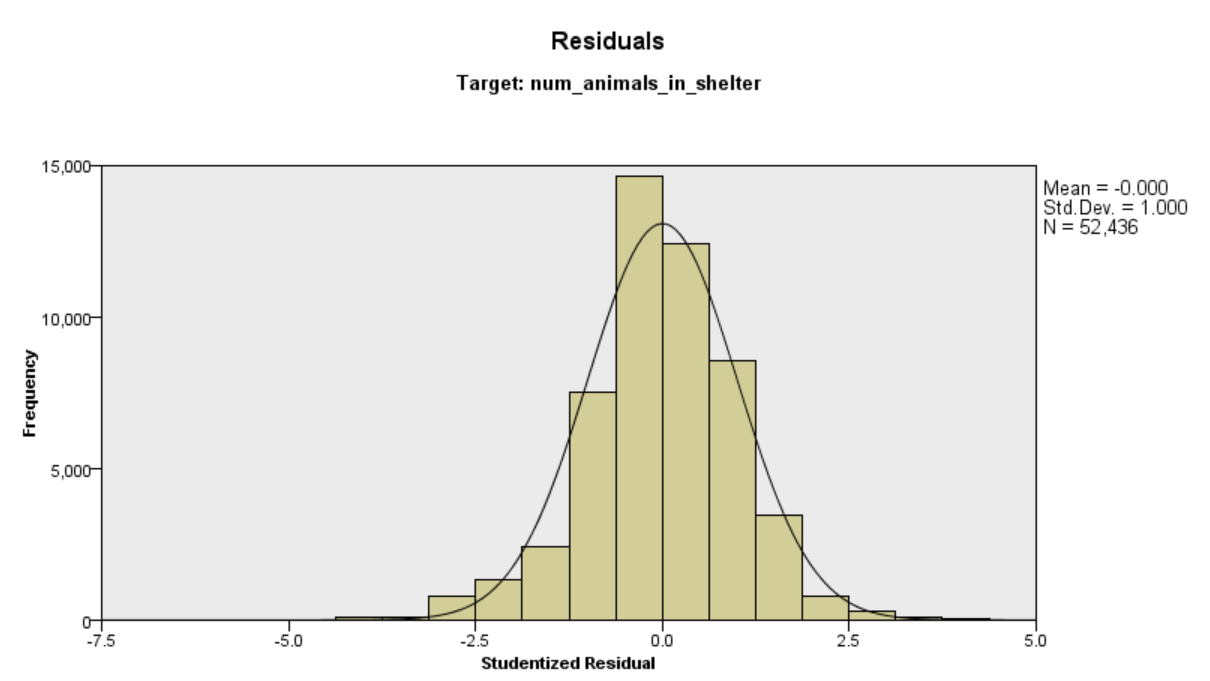 Residuals
Target: num_animals_in_shelter
15,000
10,000
5,000
0
Frequency
-7.5
-5.0
-2.5
0.0
2.5
5.0
Studentized Residual
Mean = -0.000
Std.Dev. = 1.000
N = 52,436